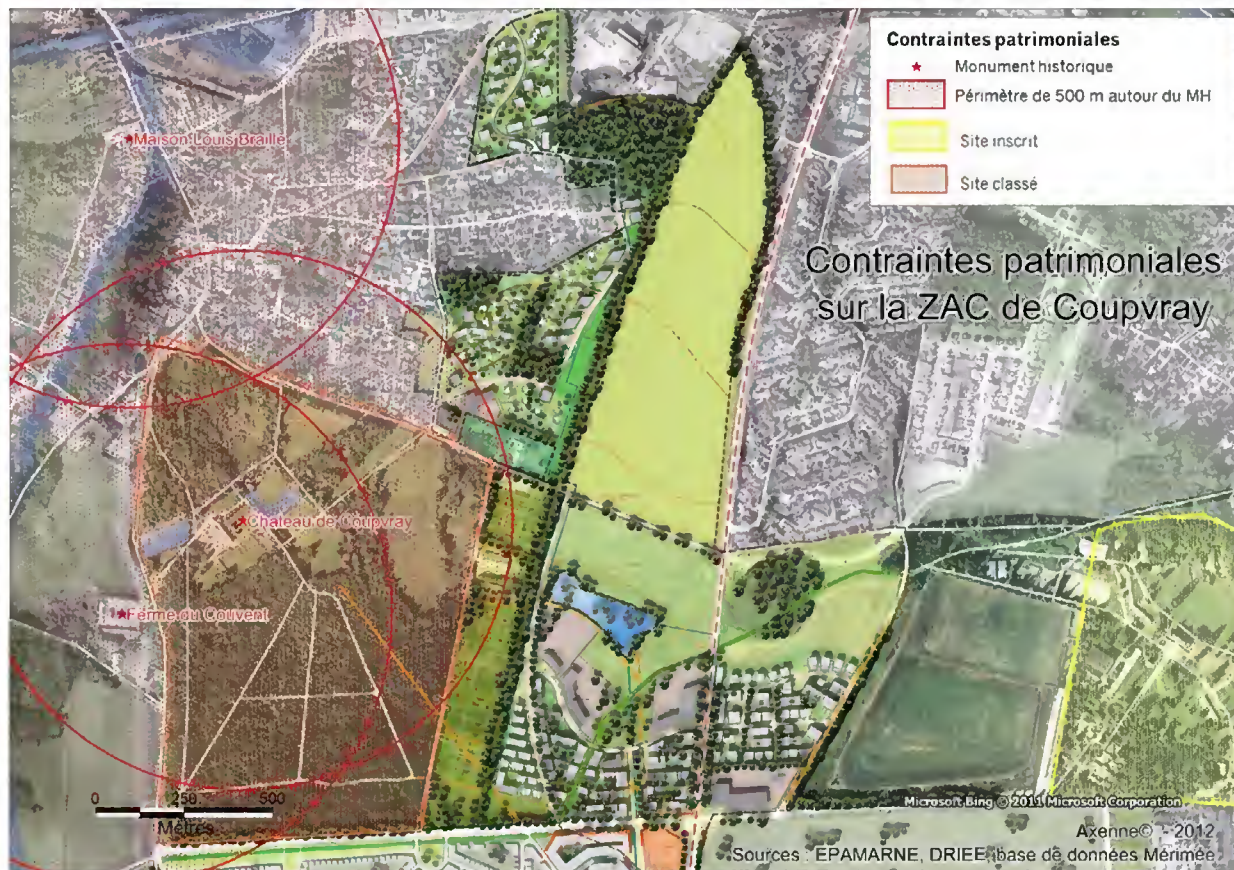 Contraintes patrimoniales
Monument historique
Périmètre de 500 m autour du MH
Site inscrit
Site classé
Contraintes patrimoniales
sur la ZAC de Coupvray
Maison Louis Braille
Chateau de Coupvray
Ferme du Couvent
0 250 500
Mètres
Microsoft Bing © 2011 Microsoft Corporation
Axenne© - 2012
Sources : EPAMARNE, DRIEE, base de données Mérimée